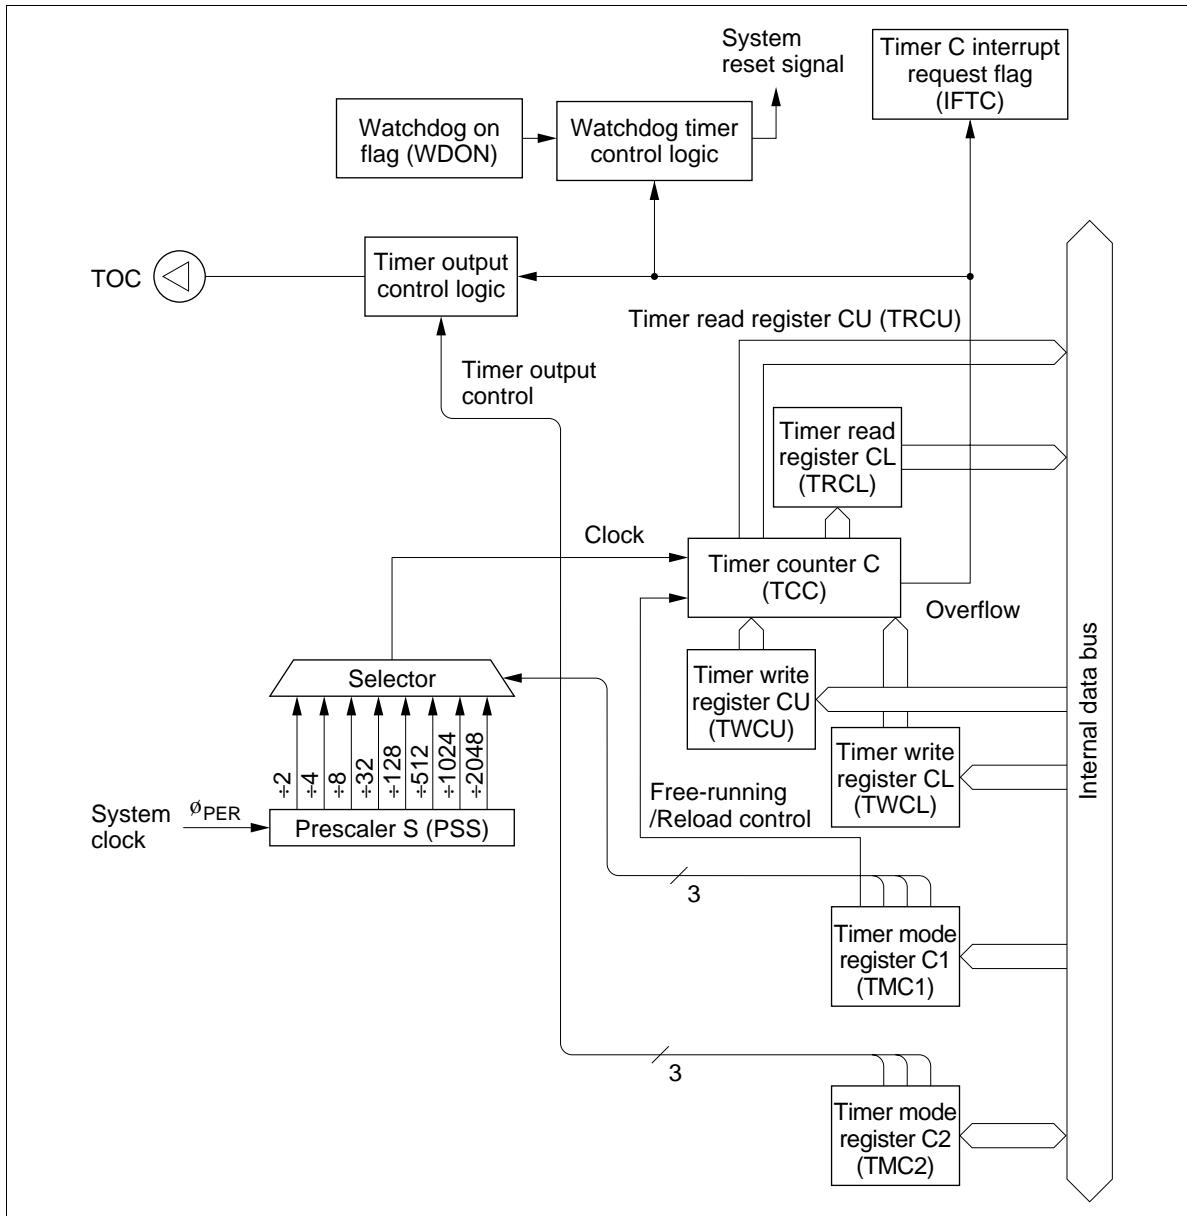 System
reset signal
Timer C interrupt
request flag
(IFTC)
Watchdog on
flag (WDON)
Watchdog timer
control logic
TOC
Timer output
control logic
Timer read register CU (TRCU)
Timer output
control
Timer read
register CL
(TRCL)
Clock
Timer counter C
(TCC)
Overflow
Internal data bus
Selector
Timer write
register CU
(TWCU)
Timer write
register CL
(TWCL)
÷2
÷4
÷8
÷32
÷128
÷512
÷1024
÷2048
System
clock
øPER
Prescaler S (PSS)
Free-running
/Reload control
3
Timer mode
register C1
(TMC1)
3
Timer mode
register C2
(TMC2)